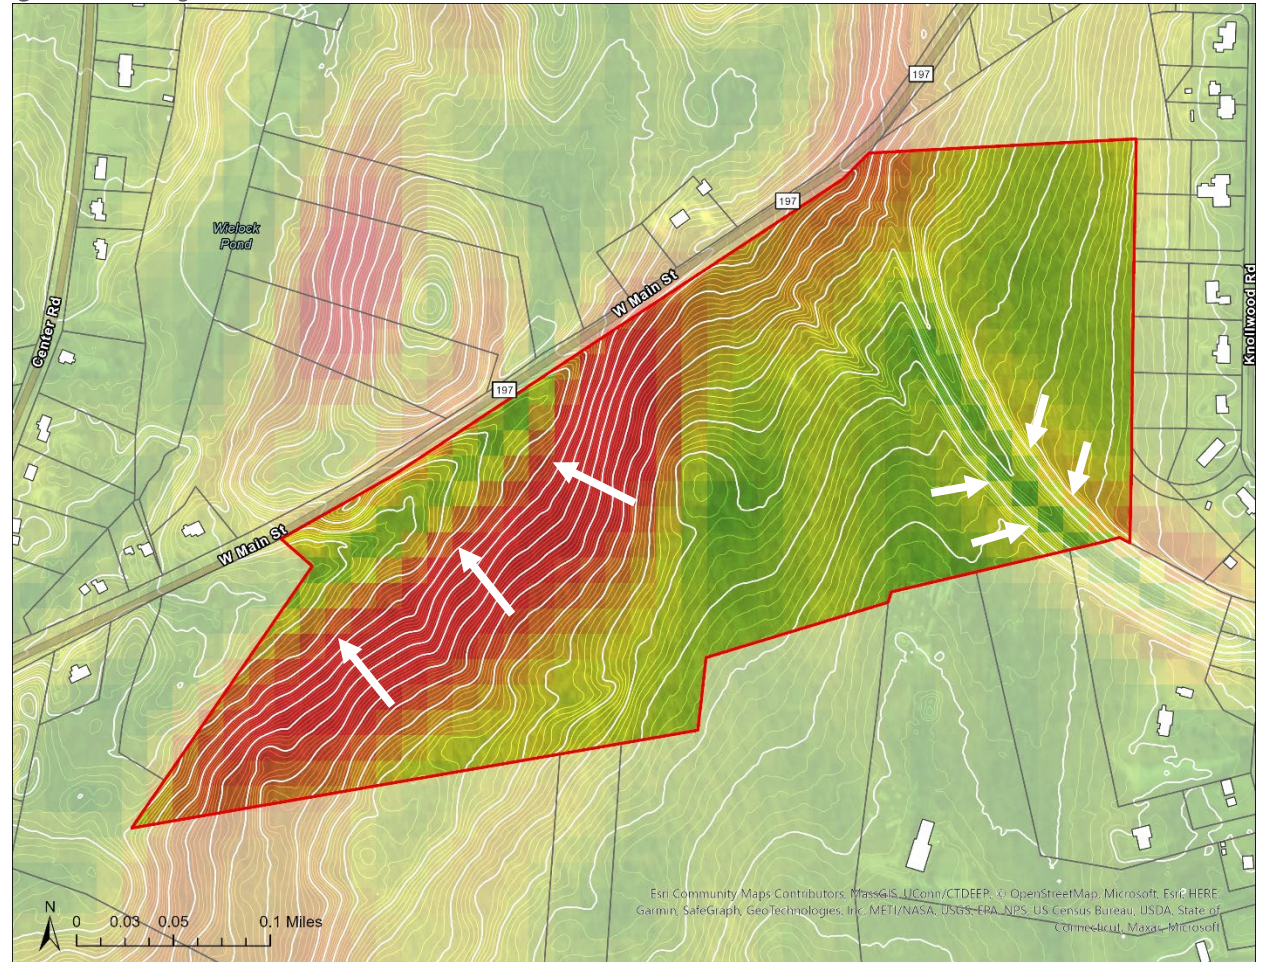 197
197
Wielock
Pond
Center Rd
W Main St
Knollwood Rd
197
W Main St
N
0 0.03 0.05 0.1 Miles
Esri Community Maps Contributors, MassGIS, UConn/CTDEEP, © OpenStreetMap, Microsoft, Esri, HERE,
Garmin, SafeGraph, GeoTechnologies, Inc, METI/NASA, USGS, EPA, NPS, US Census Bureau, USDA, State of
Connecticut, Maxar, Microsoft